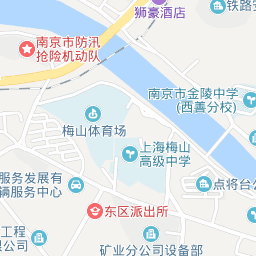 狮豪酒店
铁路
南京市防汛
抢险机动队
南京市金陵中学
(西善分校)
梅山体育场
上海梅山
高级中学
服务发展有
辆服务中心
点将台
东区派出所
工程
公司
矿业分公司设备部